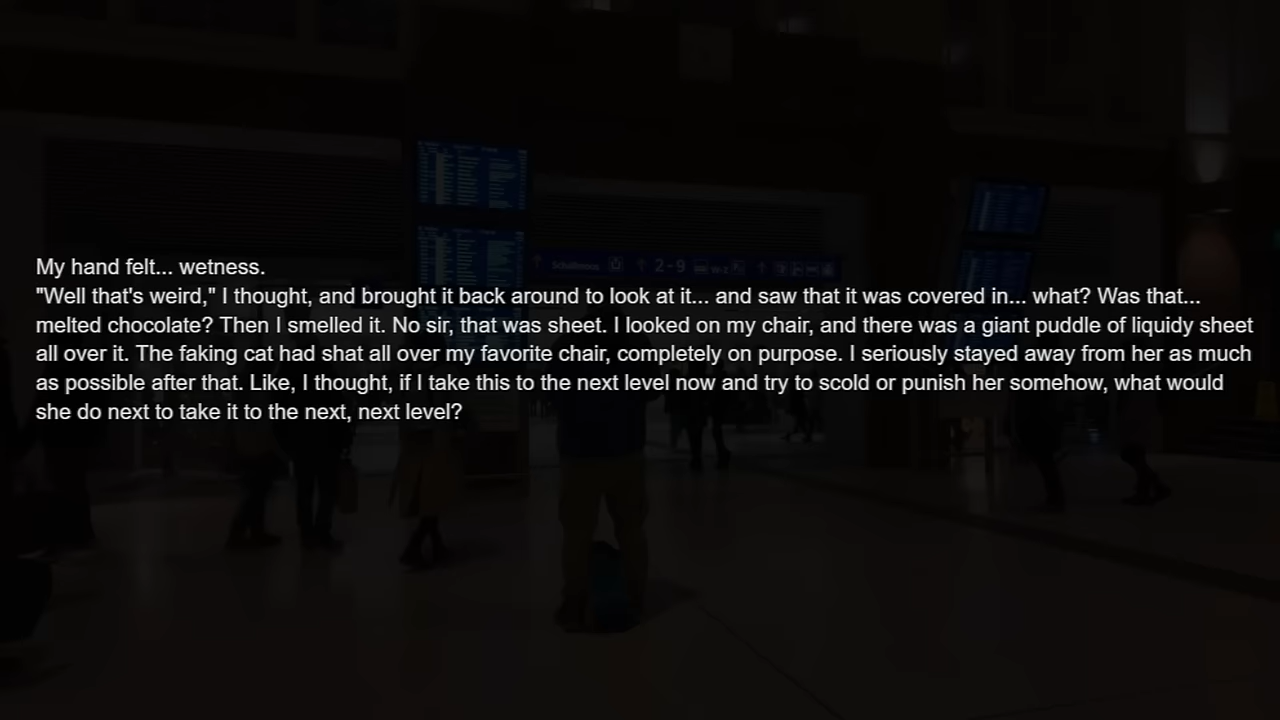 2-9
My hand felt... wetness.
"Well that's weird," I thought, and brought it back around to look at it... and saw that it was covered in... what? Was that...
melted chocolate? Then I smelled it. No sir, that was sheet. I looked on my chair, and there was a giant puddle of liquidy sheet
all over it. The faking cat had shat all over my favorite chair, completely on purpose. I seriously stayed away from her as much
as possible after that. Like, I thought, if I take this to the next level now and try to scold or punish her somehow, what would
she do next to take it to the next, next level?